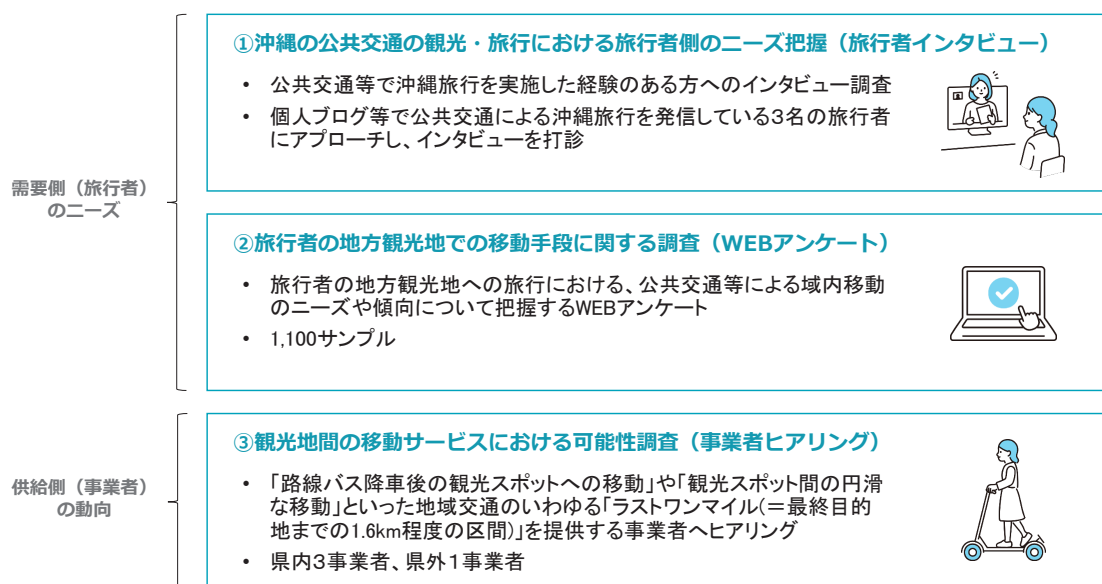 ①沖縄の公共交通の観光・旅行における旅行者側のニーズ把握（旅行者インタビュー）
• 公共交通等で沖縄旅行を実施した経験のある方へのインタビュー調査
• 個人ブログ等で公共交通による沖縄旅行を発信している3名の旅行者
にアプローチし、インタビューを打診
需要側（旅行者）
のニーズ
②旅行者の地方観光地での移動手段に関する調査（WEBアンケート）
• 旅行者の地方観光地への旅行における、公共交通等による域内移動
のニーズや傾向について把握するWEBアンケート
• 1,100サンプル
③観光地間の移動サービスにおける可能性調査（事業者ヒアリング）
供給側（事業者）
の動向
• 「路線バス降車後の観光スポットへの移動」や「観光スポット間の円滑
な移動」といった地域交通のいわゆる「ラストワンマイル(＝最終目的
地までの1.6km程度の区間)」を提供する事業者へヒアリング
• 県内3事業者、県外1事業者